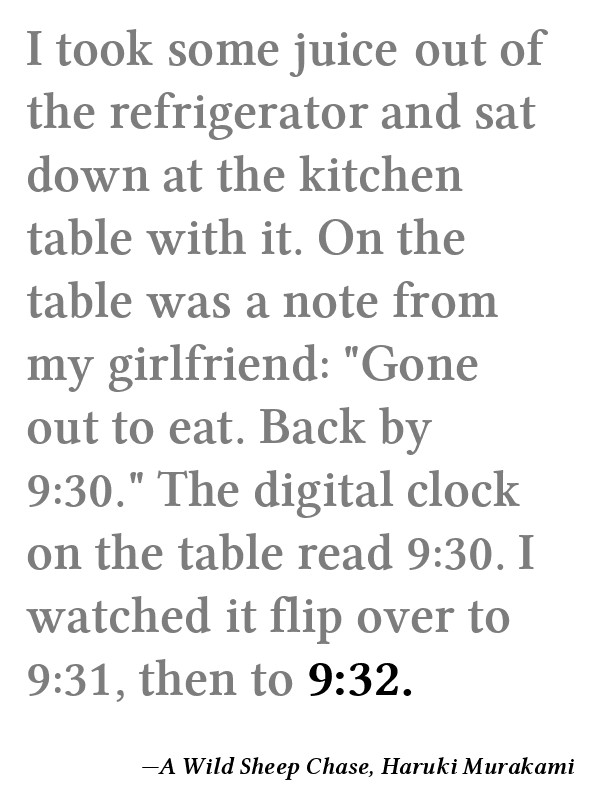 I took some juice out of
the refrigerator and sat
down at the kitchen
table with it. On the
table was a note from
my girlfriend: "Gone
out to eat. Back by
9:30." The digital clock
on the table read 9:30. I
watched it flip over to
9:31, then to 9:32.
—A Wild Sheep Chase, Haruki Murakami